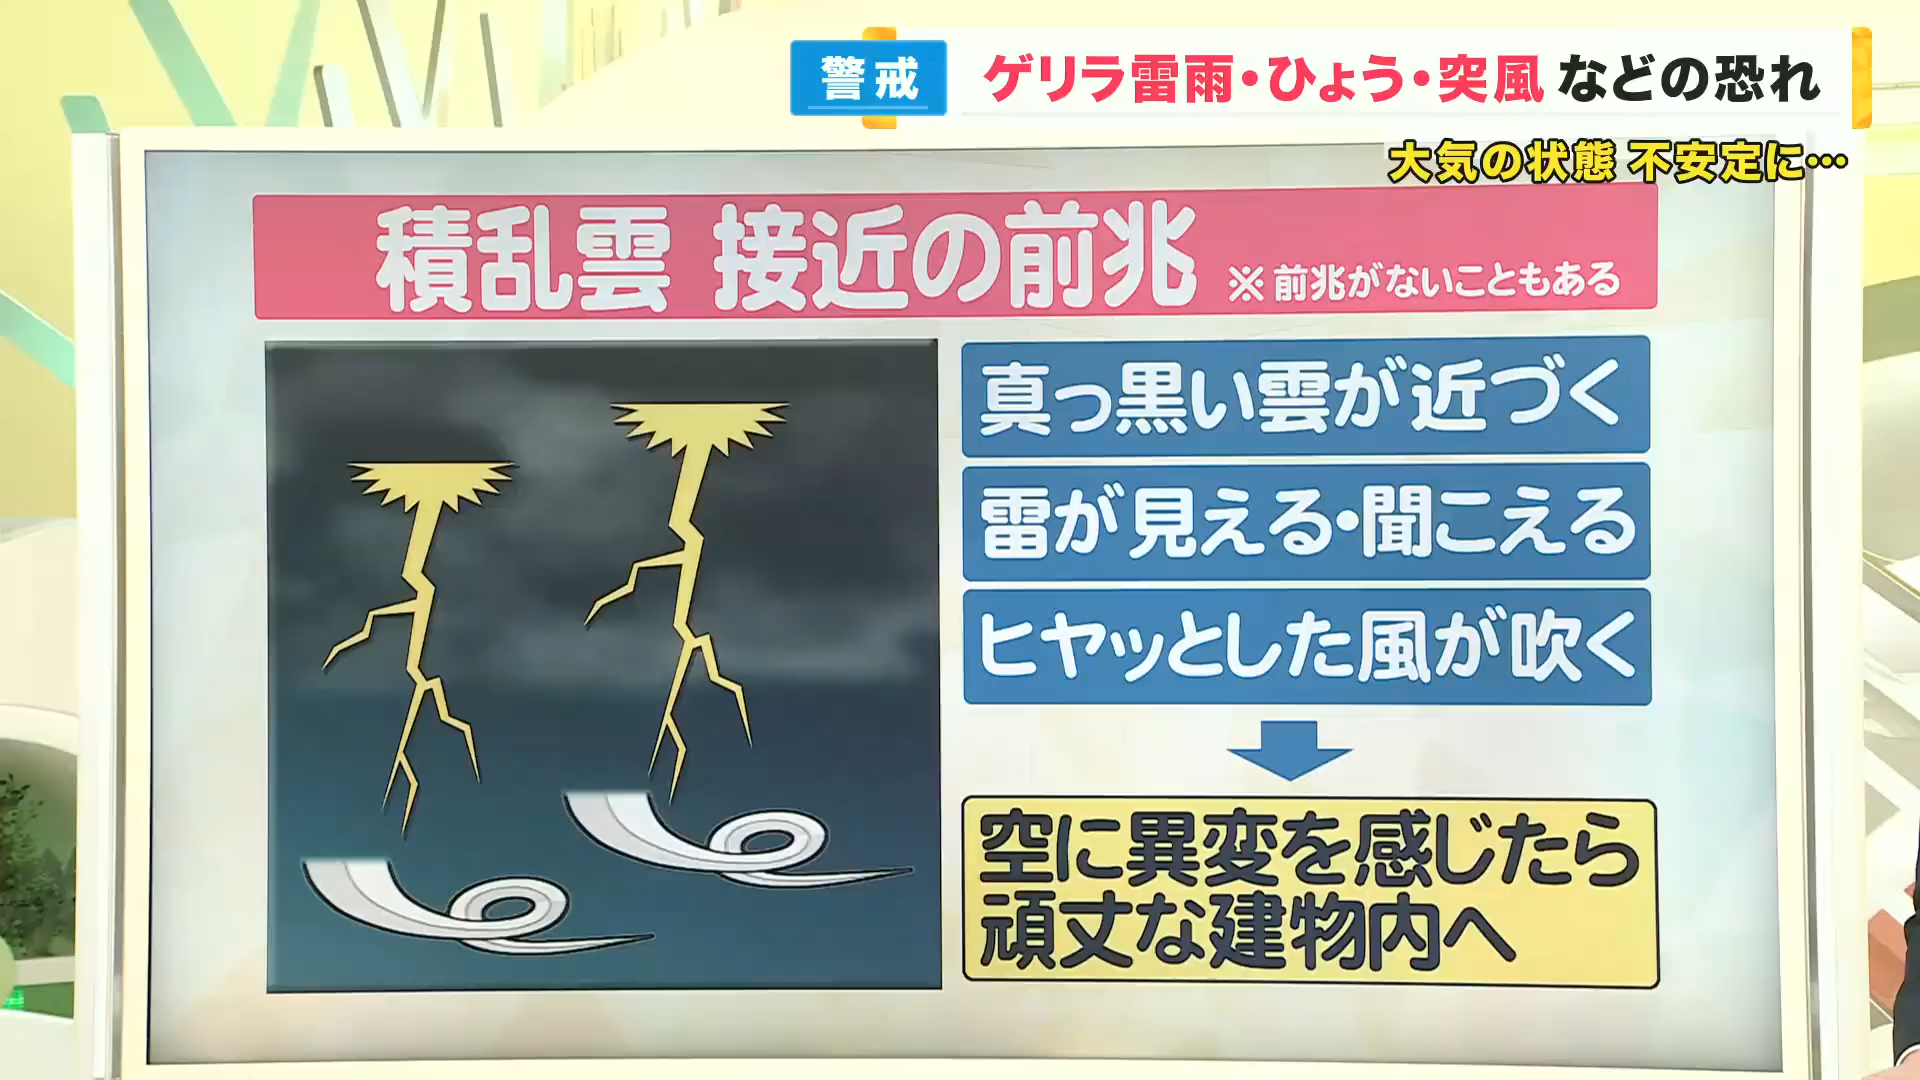 警戒
ゲリラ雷雨・ひょう・突風 などの恐れ
大気の状態 不安定に…
積乱雲 接近の前兆 ※前兆がないこともある
真っ黒い雲が近づく
雷が見える・聞こえる
ヒヤッとした風が吹く
空に異変を感じたら
頑丈な建物内へ